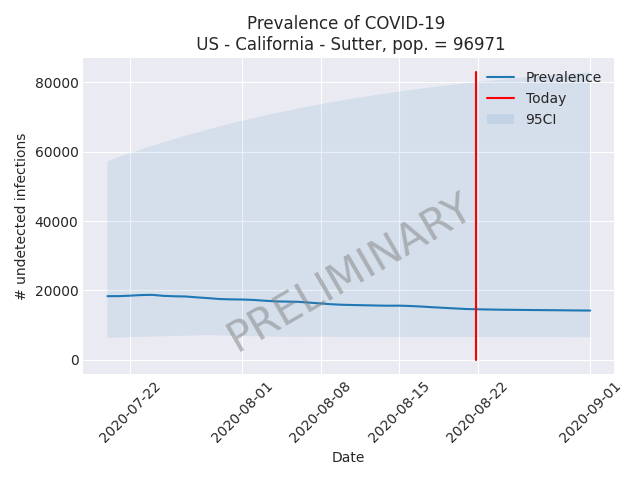 Prevalence of COVID-19
US - California - Sutter, pop. = 96971
Prevalence
Today
95CI
80000
60000
40000
20000
0
# undetected infections
PRELIMINARY
2020-07-22
2020-08-01
2020-08-08
2020-08-15
2020-08-22
2020-09-01
Date